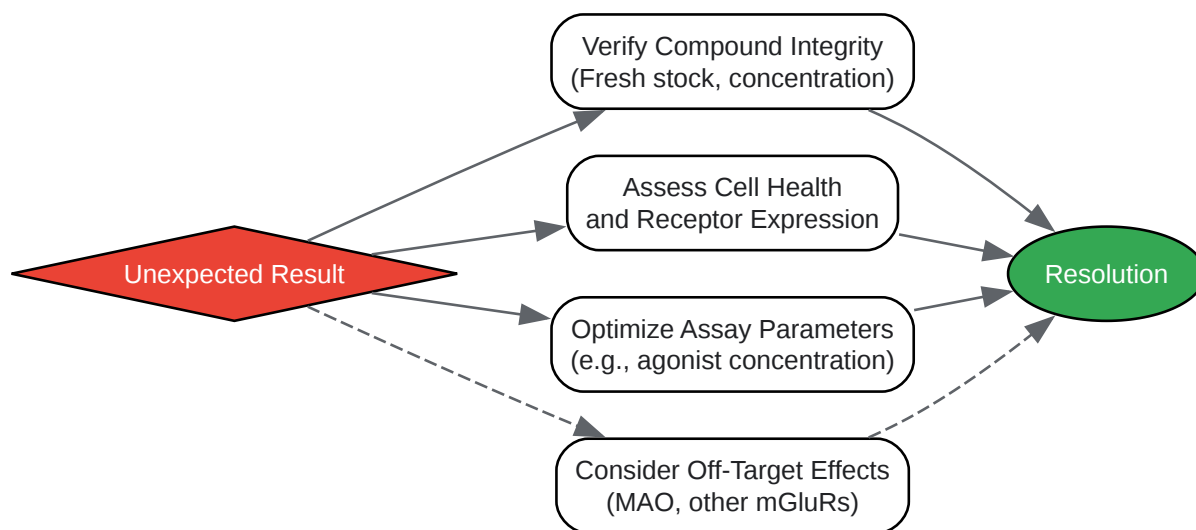 Verify Compound Integrity
(Fresh stock, concentration)
Assess Cell Health
and Receptor Expression
Unexpected Result
Resolution
Optimize Assay Parameters
(e.g., agonist concentration)
Consider Off-Target Effects
(MAO, other mGluRs)